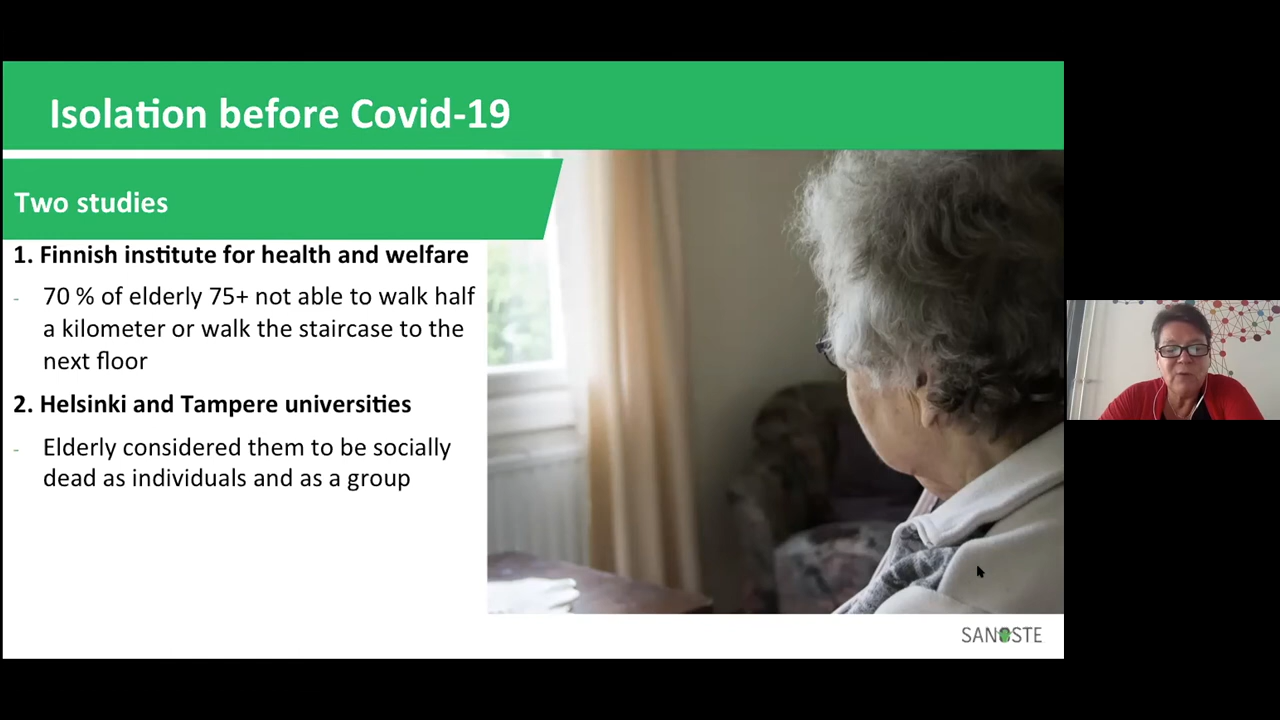 Isolation before Covid-19
Two studies
1. Finnish institute for health and welfare
- 70 % of elderly 75+ not able to walk half
a kilometer or walk the staircase to the
next floor
2. Helsinki and Tampere universities
- Elderly considered them to be socially
dead as individuals and as a group
SANOSTE